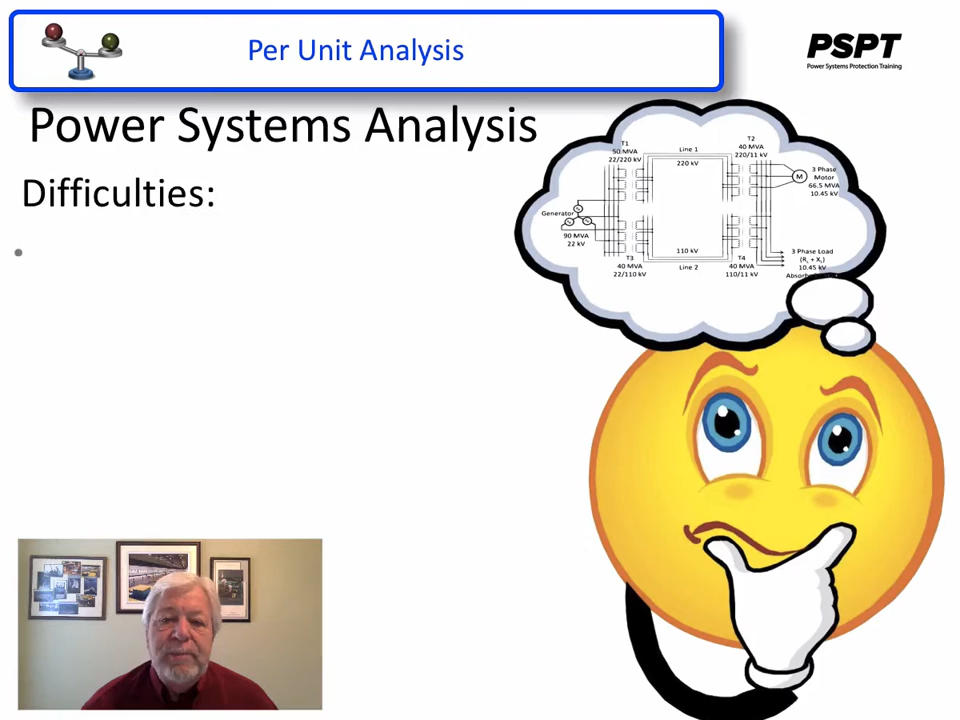 Per Unit Analysis
PSPT
Power Systems Protection Training
Power Systems Analysis
Difficulties:
T1
50 MVA
22/220 kV
Line 1
220 kV
T2
40 MVA
220/11 kV
M
3 Phase
Motor
66.5 MVA
10.45 kV
Generator
90 MVA
22 kV
T3
40 MVA
22/110 kV
110 kV
Line 2
T4
40 MVA
110/11 kV
3 Phase Load
10.45 kV